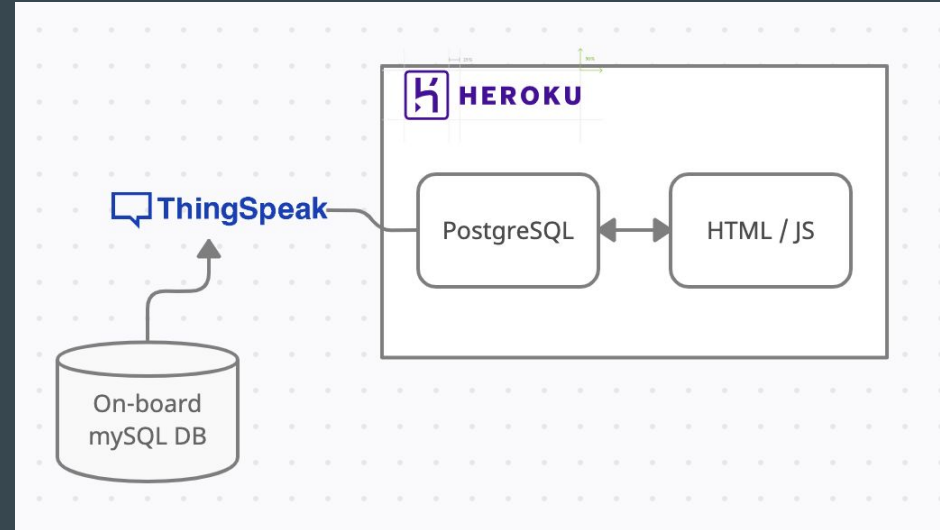 HEROKU
ThingSpeak
PostgreSQL
HTML / JS
On-board
mySQL DB